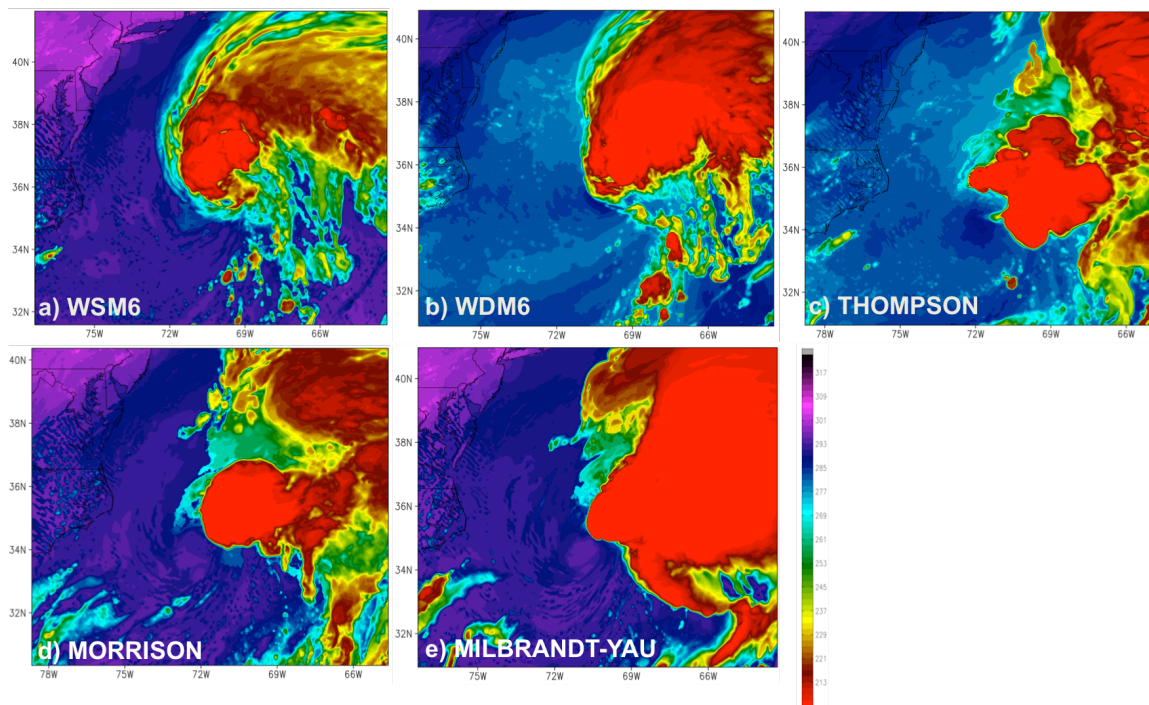 40N
38N
36N
34N
32N
a) WSM6
75W
72W
69W
66W
40N
38N
36N
34N
32N
b) WDM6
75W
72W
69W
66W
40N
38N
36N
34N
32N
c) THOMPSON
78W
75W
72W
69W
66W
40N
38N
36N
34N
32N
d) MORRISON
78W
75W
72W
69W
66W
40N
38N
36N
34N
32N
e) MILBRANDT-YAU
75W
72W
69W
66W
317
309
301
293
285
277
269
261
253
245
237
229
221
213